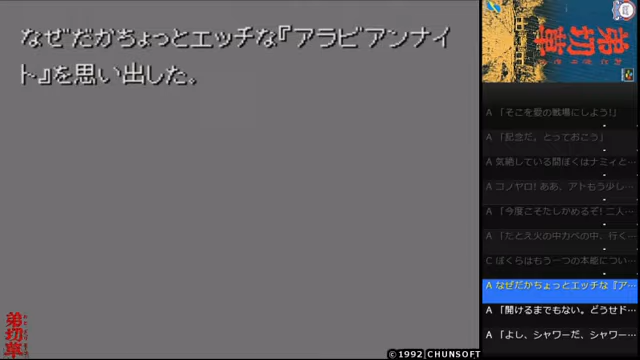 なぜだかちょっとエッチな『アラビアンナイ
ト』を思い出した。
弟切草
A 「そこを愛の戦場にしよう!」
A 「記念だ。とっておこう」
A 気絶している間ぼくはナミィと…
A コノヤロ! ああ、アトもう少し…
A 「今度こそたしかめるぞ! 二人…
A 「たとえ火の中カベの中、行く…
C ぼくらはもう一つの本能につい…
A なぜだかちょっとエッチな『ア…
A 「開けるまでもない。どうせド…
A 「よし、シャワーだ、シャワー…
弟切草
©1992 CHUNSOFT